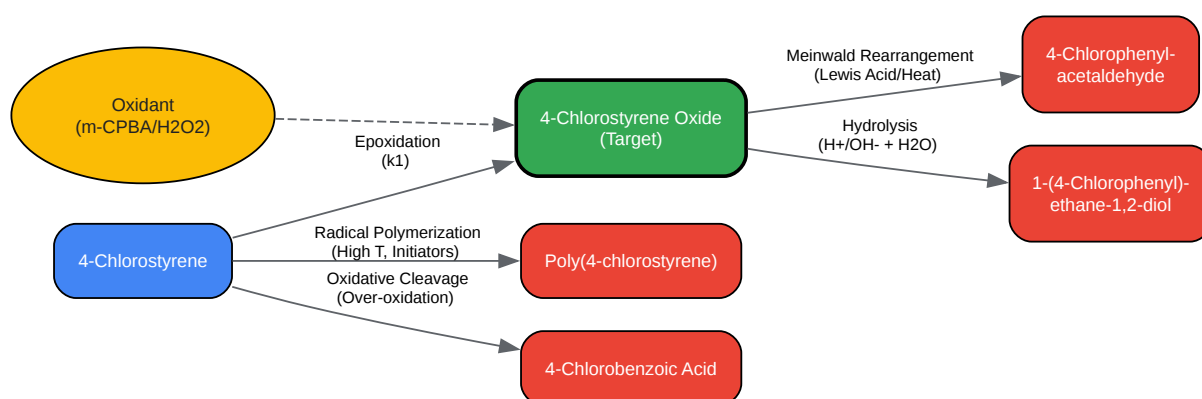 Oxidant
(m-CPBA/H2O2)
4-Chlorostyrene
Epoxidation
(k1)
Radical Polymerization
(High T, Initiators)
Oxidative Cleavage
(Over-oxidation)
4-Chlorostyrene Oxide
(Target)
Poly(4-chlorostyrene)
4-Chlorobenzoic Acid
Meinwald Rearrangement
(Lewis Acid/Heat)
Hydrolysis
(H+/OH- + H2O)
4-Chlorophenyl-
acetaldehyde
1-(4-Chlorophenyl)-
ethane-1,2-diol